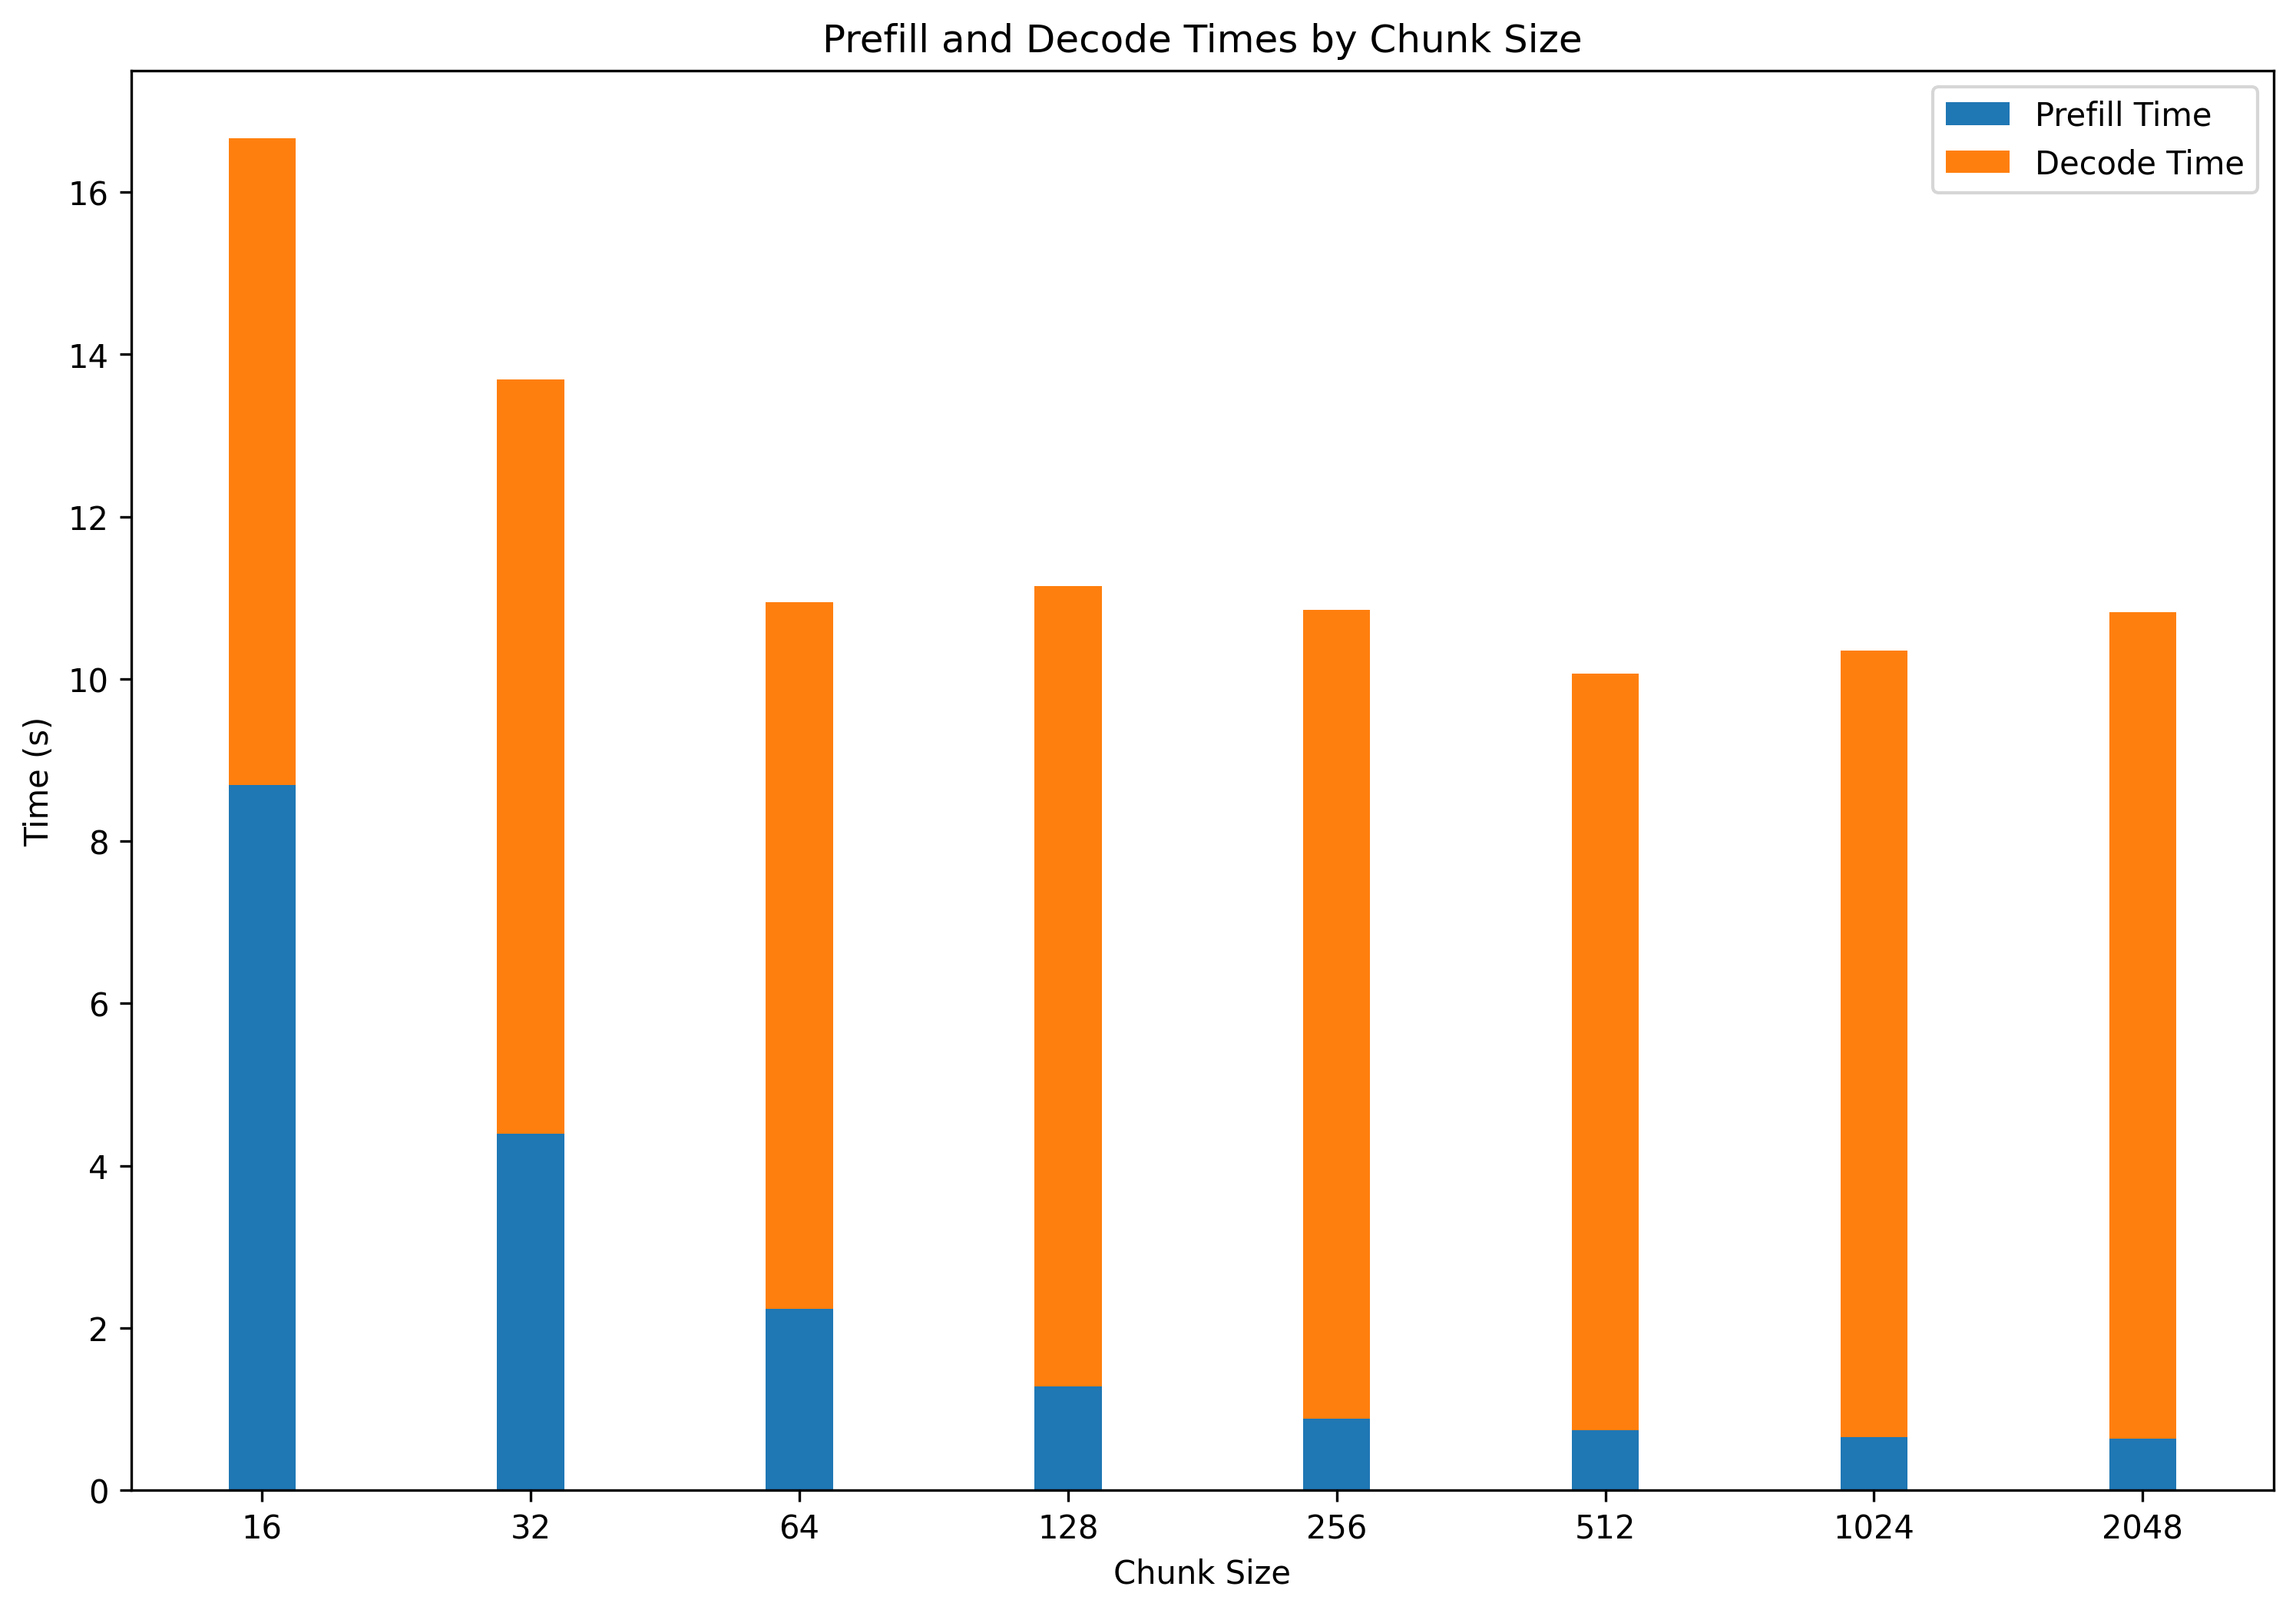 Prefill and Decode Times by Chunk Size
Prefill Time
Decode Time
16
14
12
10
8
6
4
2
0
Time (s)
16 32 64 128 256 512 1024 2048
Chunk Size